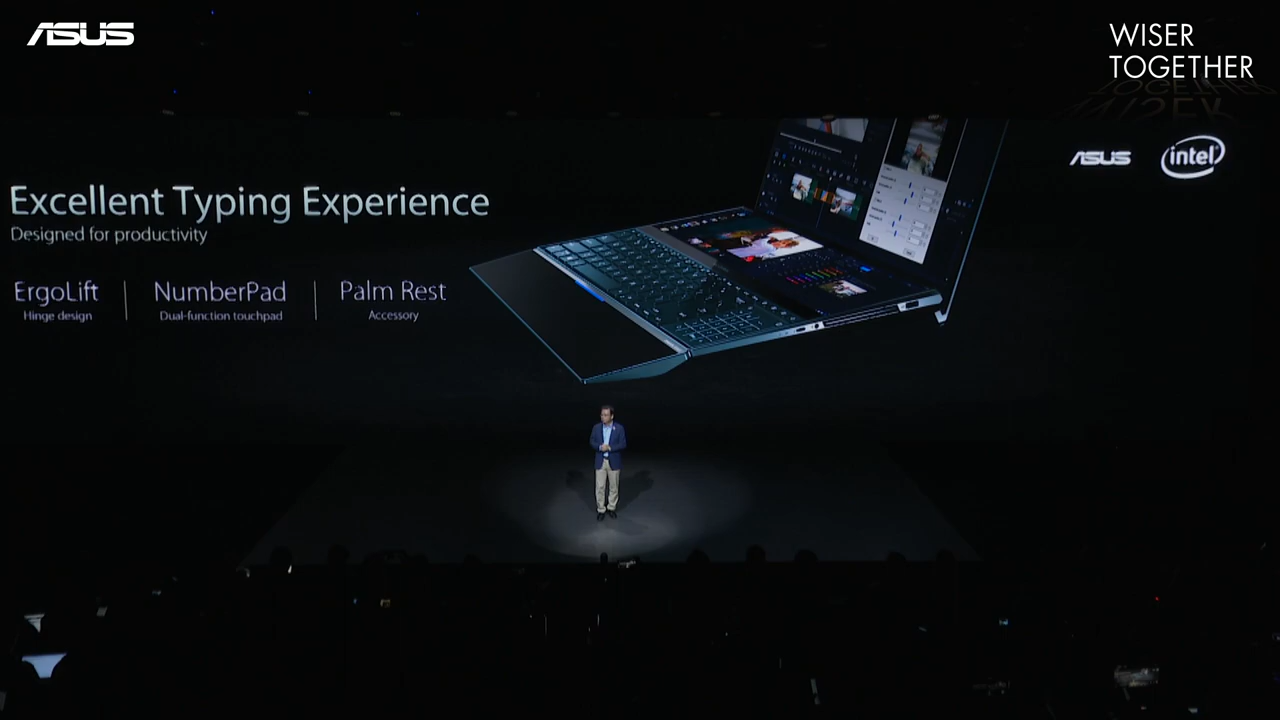 ASUS
WISER
TOGETHER
ASUS
intel
Excellent Typing Experience
Designed for productivity
ErgoLift
Hinge design
NumberPad
Dual-function touchpad
Palm Rest
Accessory